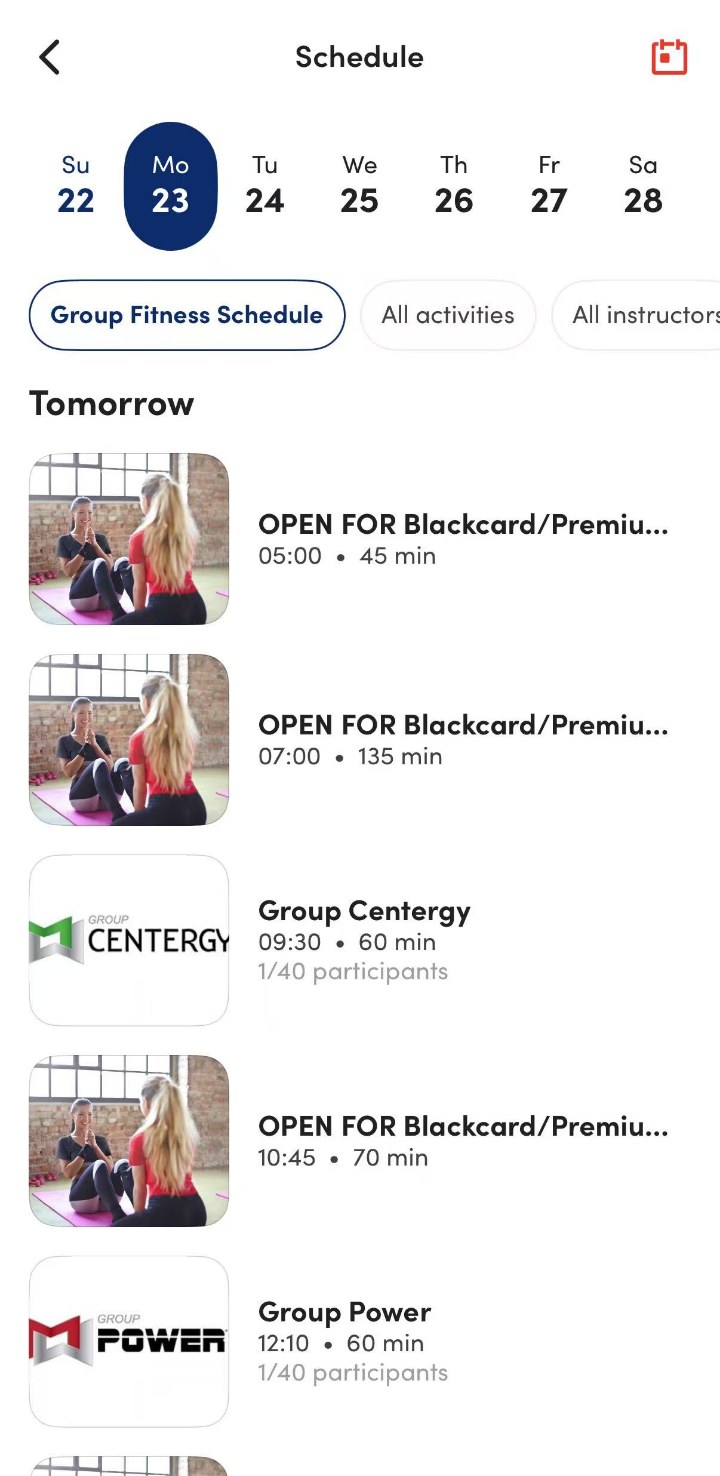 Schedule
Su Mo Tu We Th Fr Sa
22 23 24 25 26 27 28
Group Fitness Schedule All activities All instructors
Tomorrow
OPEN FOR Blackcard/Premiu...
05:00 • 45 min
OPEN FOR Blackcard/Premiu...
07:00 • 135 min
GROUP
CENTERGY
Group Centergy
09:30 • 60 min
1/40 participants
OPEN FOR Blackcard/Premiu...
10:45 • 70 min
GROUP
POWER
Group Power
12:10 • 60 min
1/40 participants